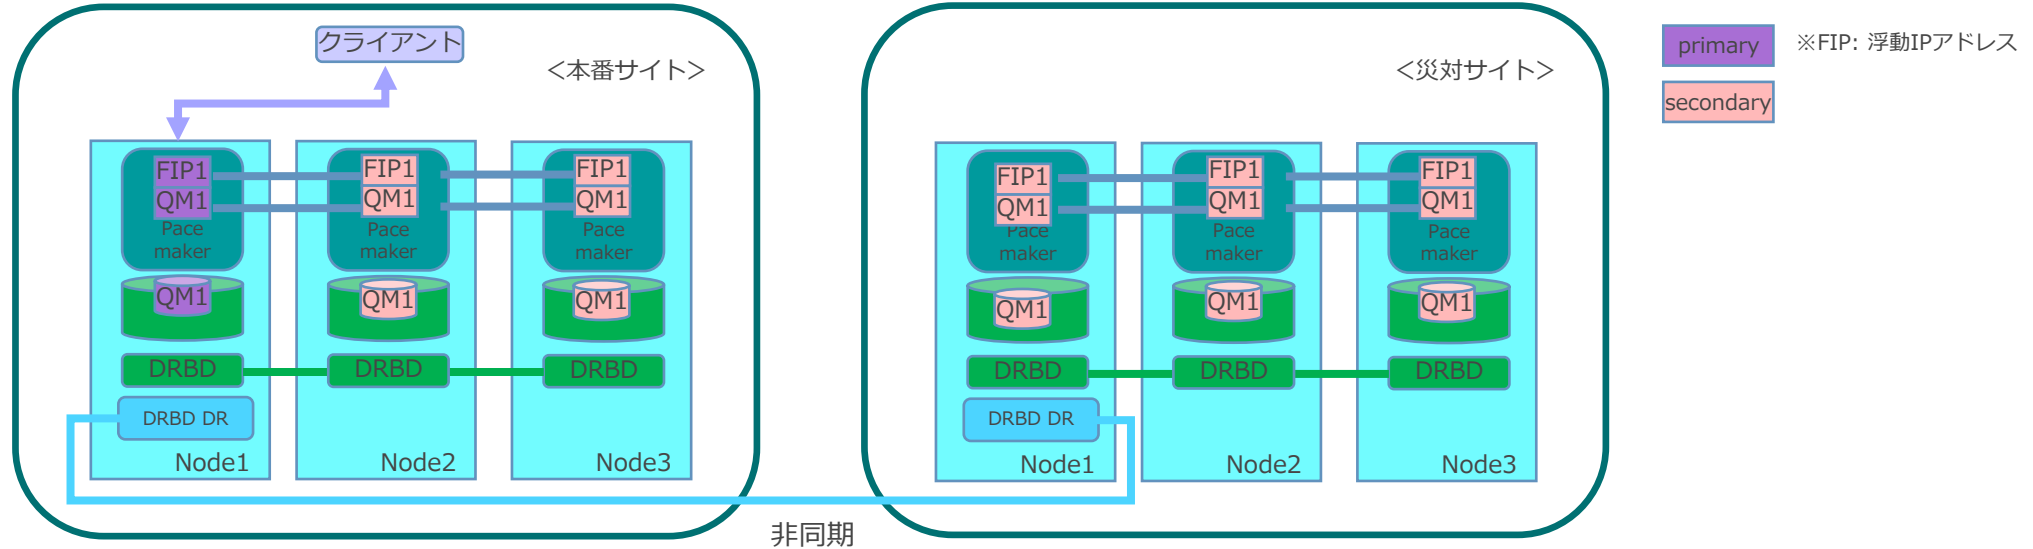 クライアント
＜本番サイト＞
FIP1
QM1
Pace
maker
QM1
DRBD
DRBD DR
Node1
FIP1
QM1
Pace
maker
QM1
DRBD
Node2
FIP1
QM1
Pace
maker
QM1
DRBD
Node3
＜災対サイト＞
FIP1
QM1
Pace
maker
QM1
DRBD
DRBD DR
Node1
FIP1
QM1
Pace
maker
QM1
DRBD
Node2
FIP1
QM1
Pace
maker
QM1
DRBD
Node3
非同期
primary
secondary
※FIP: 浮動IPアドレス